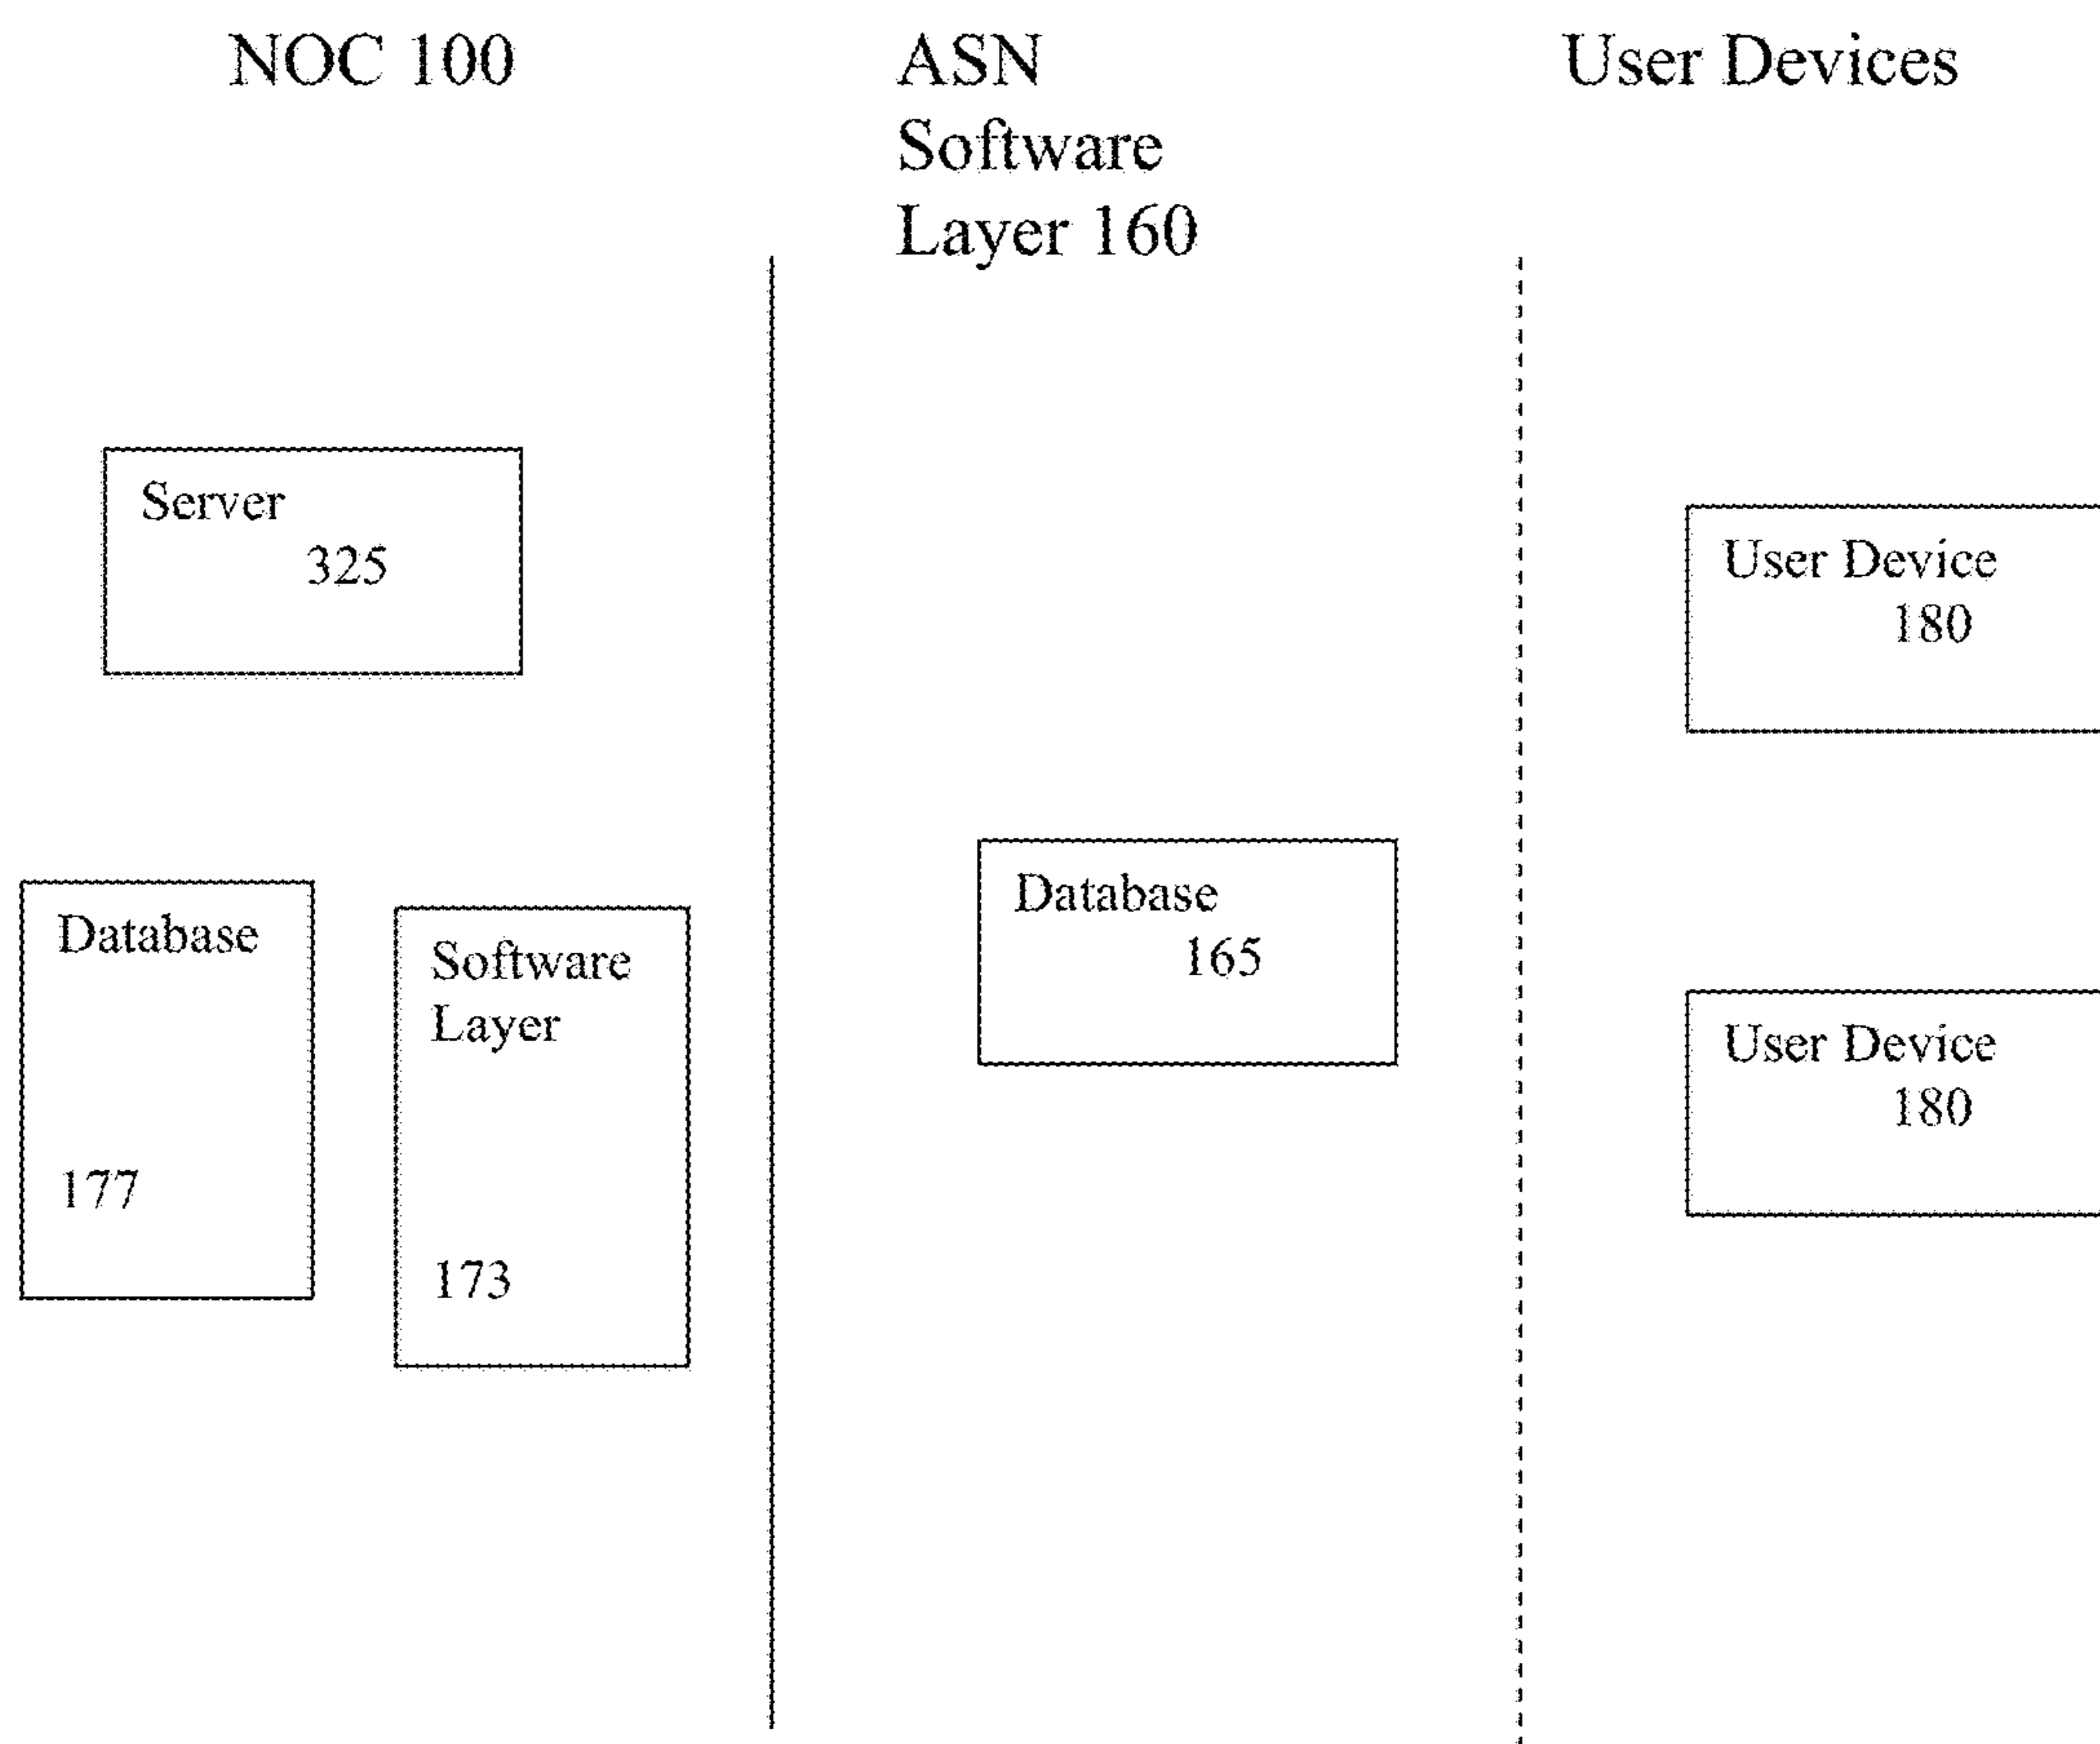 NOC 100
ASN
Software
Layer 160
User Devices
Server
325
Database
177
Software
Layer
173
Database
165
User Device
180
User Device
180